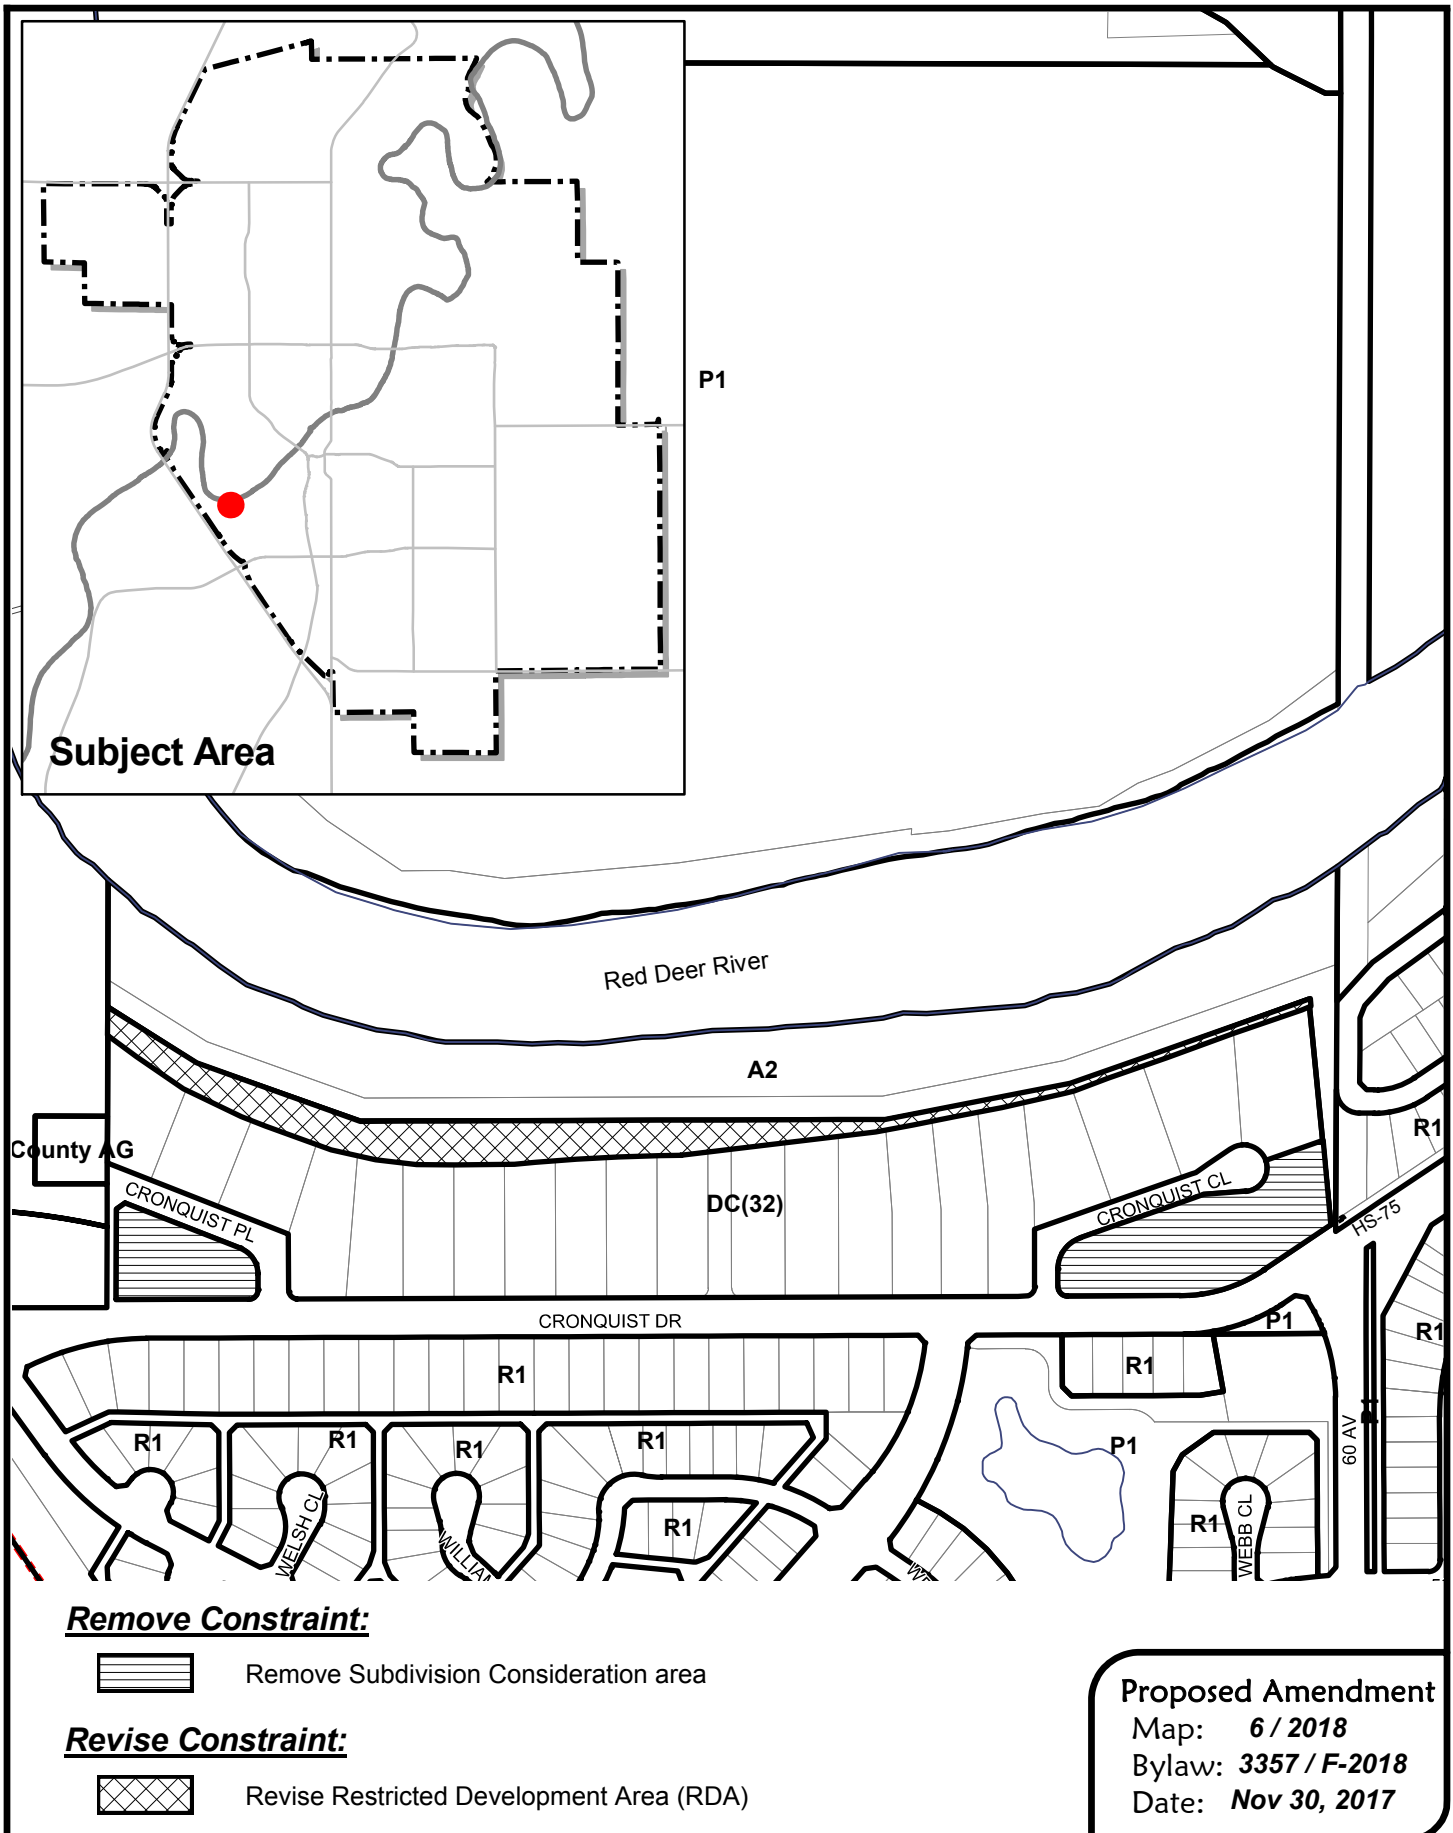 P1
Subject Area
Red Deer River
A2
County AG
R1
CRONQUIST PL
DC(32)
CRONQUIST CL
HS-75
CRONQUIST DR
P1
R1
R1
R1
P1
R1
R1
R1
R1
P1
60 AV
R1
R1
WELSH CL
WEBB CL
Remove Constraint:
Remove Subdivision Consideration area
Revise Constraint:
Revise Restricted Development Area (RDA)
Proposed Amendment
Map: 6 / 2018
Bylaw: 3357 / F-2018
Date: Nov 30, 2017